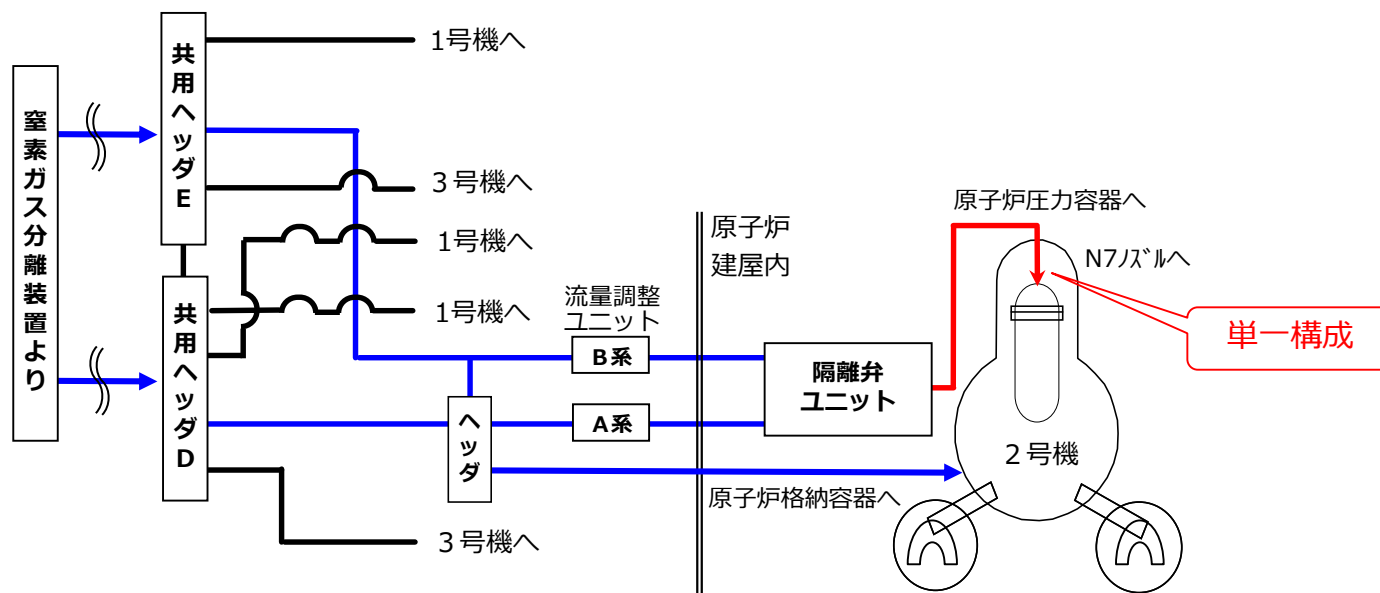 窒素ガス分離装置より
共用ヘッダE
共用ヘッダD
1号機へ
3号機へ
1号機へ
1号機へ
3号機へ
流量調整
ユニット
B系
A系
ヘッダ
原子炉
建屋内
隔離弁
ユニット
原子炉圧力容器へ
N7ﾉｽﾞﾙへ
単一構成
2号機
原子炉格納容器へ